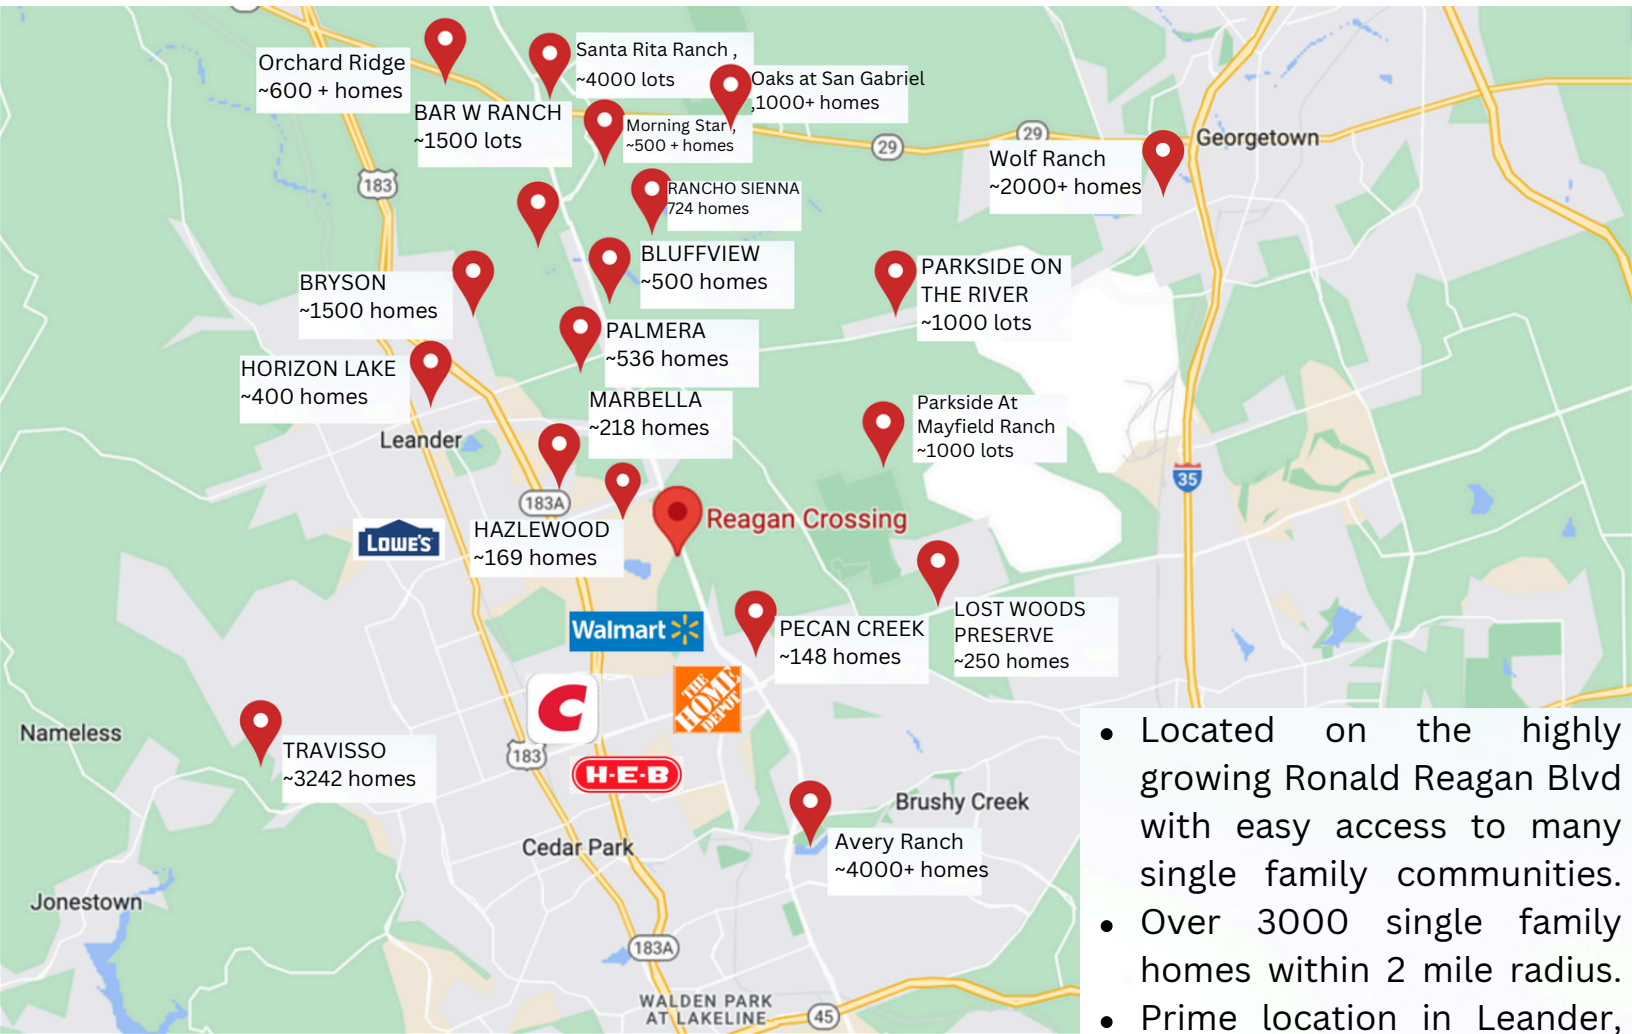 Orchard Ridge
~600 + homes
BAR W RANCH
~1500 lots
Santa Rita Ranch ,
~4000 lots
Oaks at San Gabriel
,1000+ homes
Morning Star ,
~500 + homes
29
29
Georgetown
Wolf Ranch
~2000+ homes
183
RANCHO SIENNA
724 homes
BLUFFVIEW
~500 homes
BRYSON
~1500 homes
PARKSIDE ON
THE RIVER
~1000 lots
PALMERA
~536 homes
HORIZON LAKE
~400 homes
MARBELLA
~218 homes
Parkside At
Mayfield Ranch
~1000 lots
Leander
35
183A
Reagan Crossing
HAZLEWOOD
~169 homes
LOWE'S
LOST WOODS
PRESERVE
~250 homes
Walmart
PECAN CREEK
~148 homes
THE
HOME
DEPOT
C
Nameless
TRAVISSO
~3242 homes
183
H-E-B
Brushy Creek
Cedar Park
Avery Ranch
~4000+ homes
Jonestown
183A
WALDEN PARK
AT LAKELINE
45
• Located on the highly
growing Ronald Reagan Blvd
with easy access to many
single family communities.
• Over 3000 single family
homes within 2 mile radius.
• Prime location in Leander,